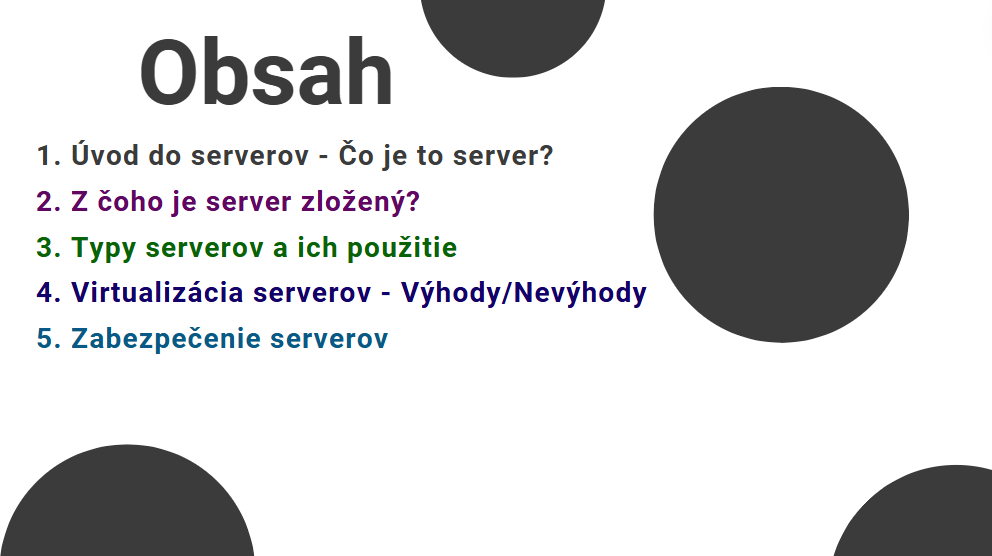 Obsah
1. Úvod do serverov - Čo je to server?
2. Z čoho je server zložený?
3. Typy serverov a ich použitie
4. Virtualizácia serverov - Výhody/Nevýhody
5. Zabezpečenie serverov